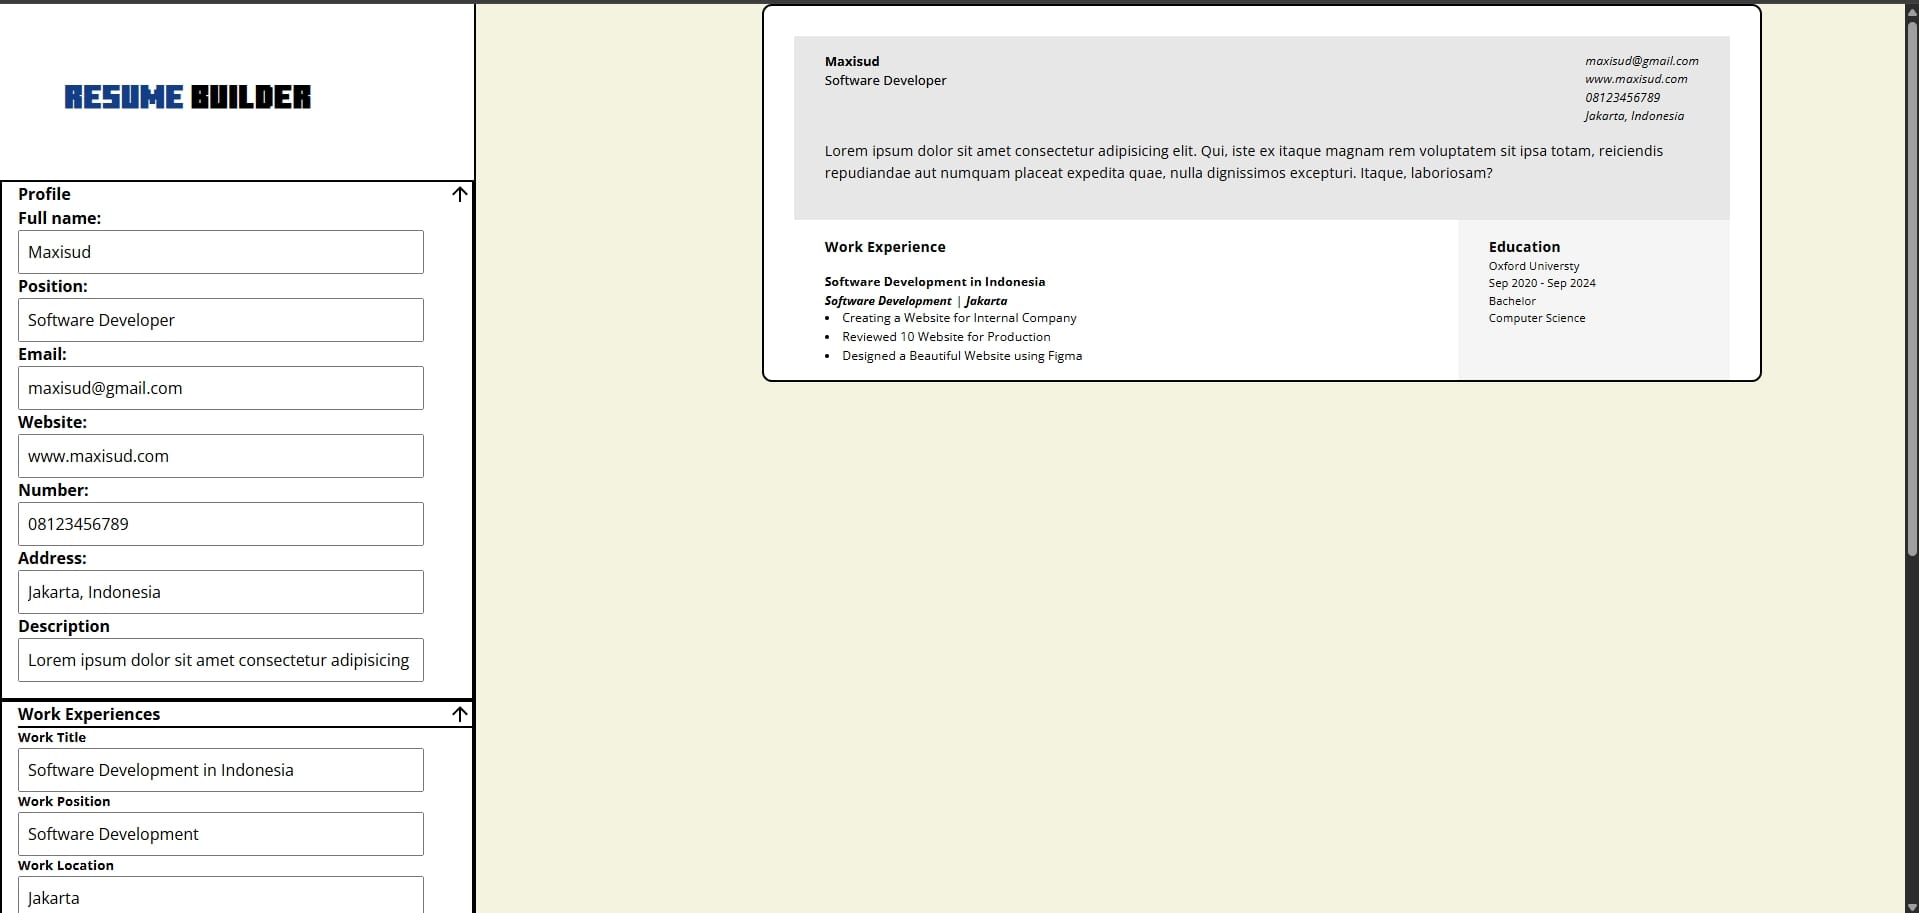 RESUME BUILDER
Profile
Full name:
Maxisud
Position:
Software Developer
Email:
maxisud@gmail.com
Website:
www.maxisud.com
Number:
08123456789
Address:
Jakarta, Indonesia
Description
Lorem ipsum dolor sit amet consectetur adipisicing
Work Experiences
Work Title
Software Development in Indonesia
Work Position
Software Development
Work Location
Jakarta
Maxisud
Software Developer
maxisud@gmail.com
www.maxisud.com
08123456789
Jakarta, Indonesia
Lorem ipsum dolor sit amet consectetur adipisicing elit. Qui, iste ex itaque magnam rem voluptatem sit ipsa totam, reiciendis
repudiandae aut numquam placeat expedita quae, nulla dignissimos excepturi. Itaque, laboriosam?
Work Experience
Software Development in Indonesia
Software Development | Jakarta
• Creating a Website for Internal Company
• Reviewed 10 Website for Production
• Designed a Beautiful Website using Figma
Education
Oxford Universty
Sep 2020 - Sep 2024
Bachelor
Computer Science